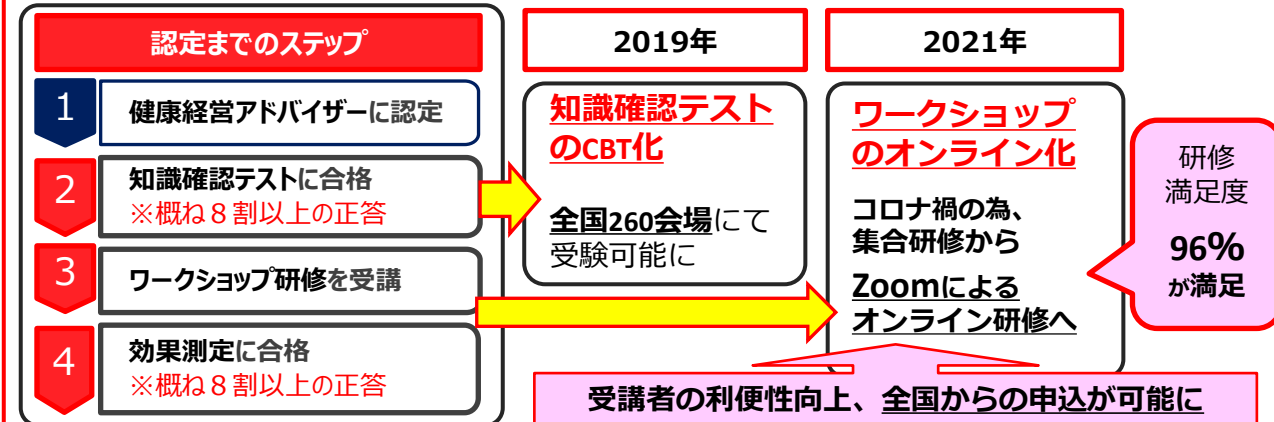 認定までのステップ
1
健康経営アドバイザーに認定
2
知識確認テストに合格
※概ね８割以上の正答
3
ワークショップ研修を受講
4
効果測定に合格
※概ね８割以上の正答
2019年
知識確認テスト
のCBT化
全国260会場にて
受験可能に
2021年
ワークショップ
のオンライン化
コロナ禍の為、
集合研修から
Zoomによる
オンライン研修へ
研修
満足度
96%
が満足
受講者の利便性向上、全国からの申込が可能に